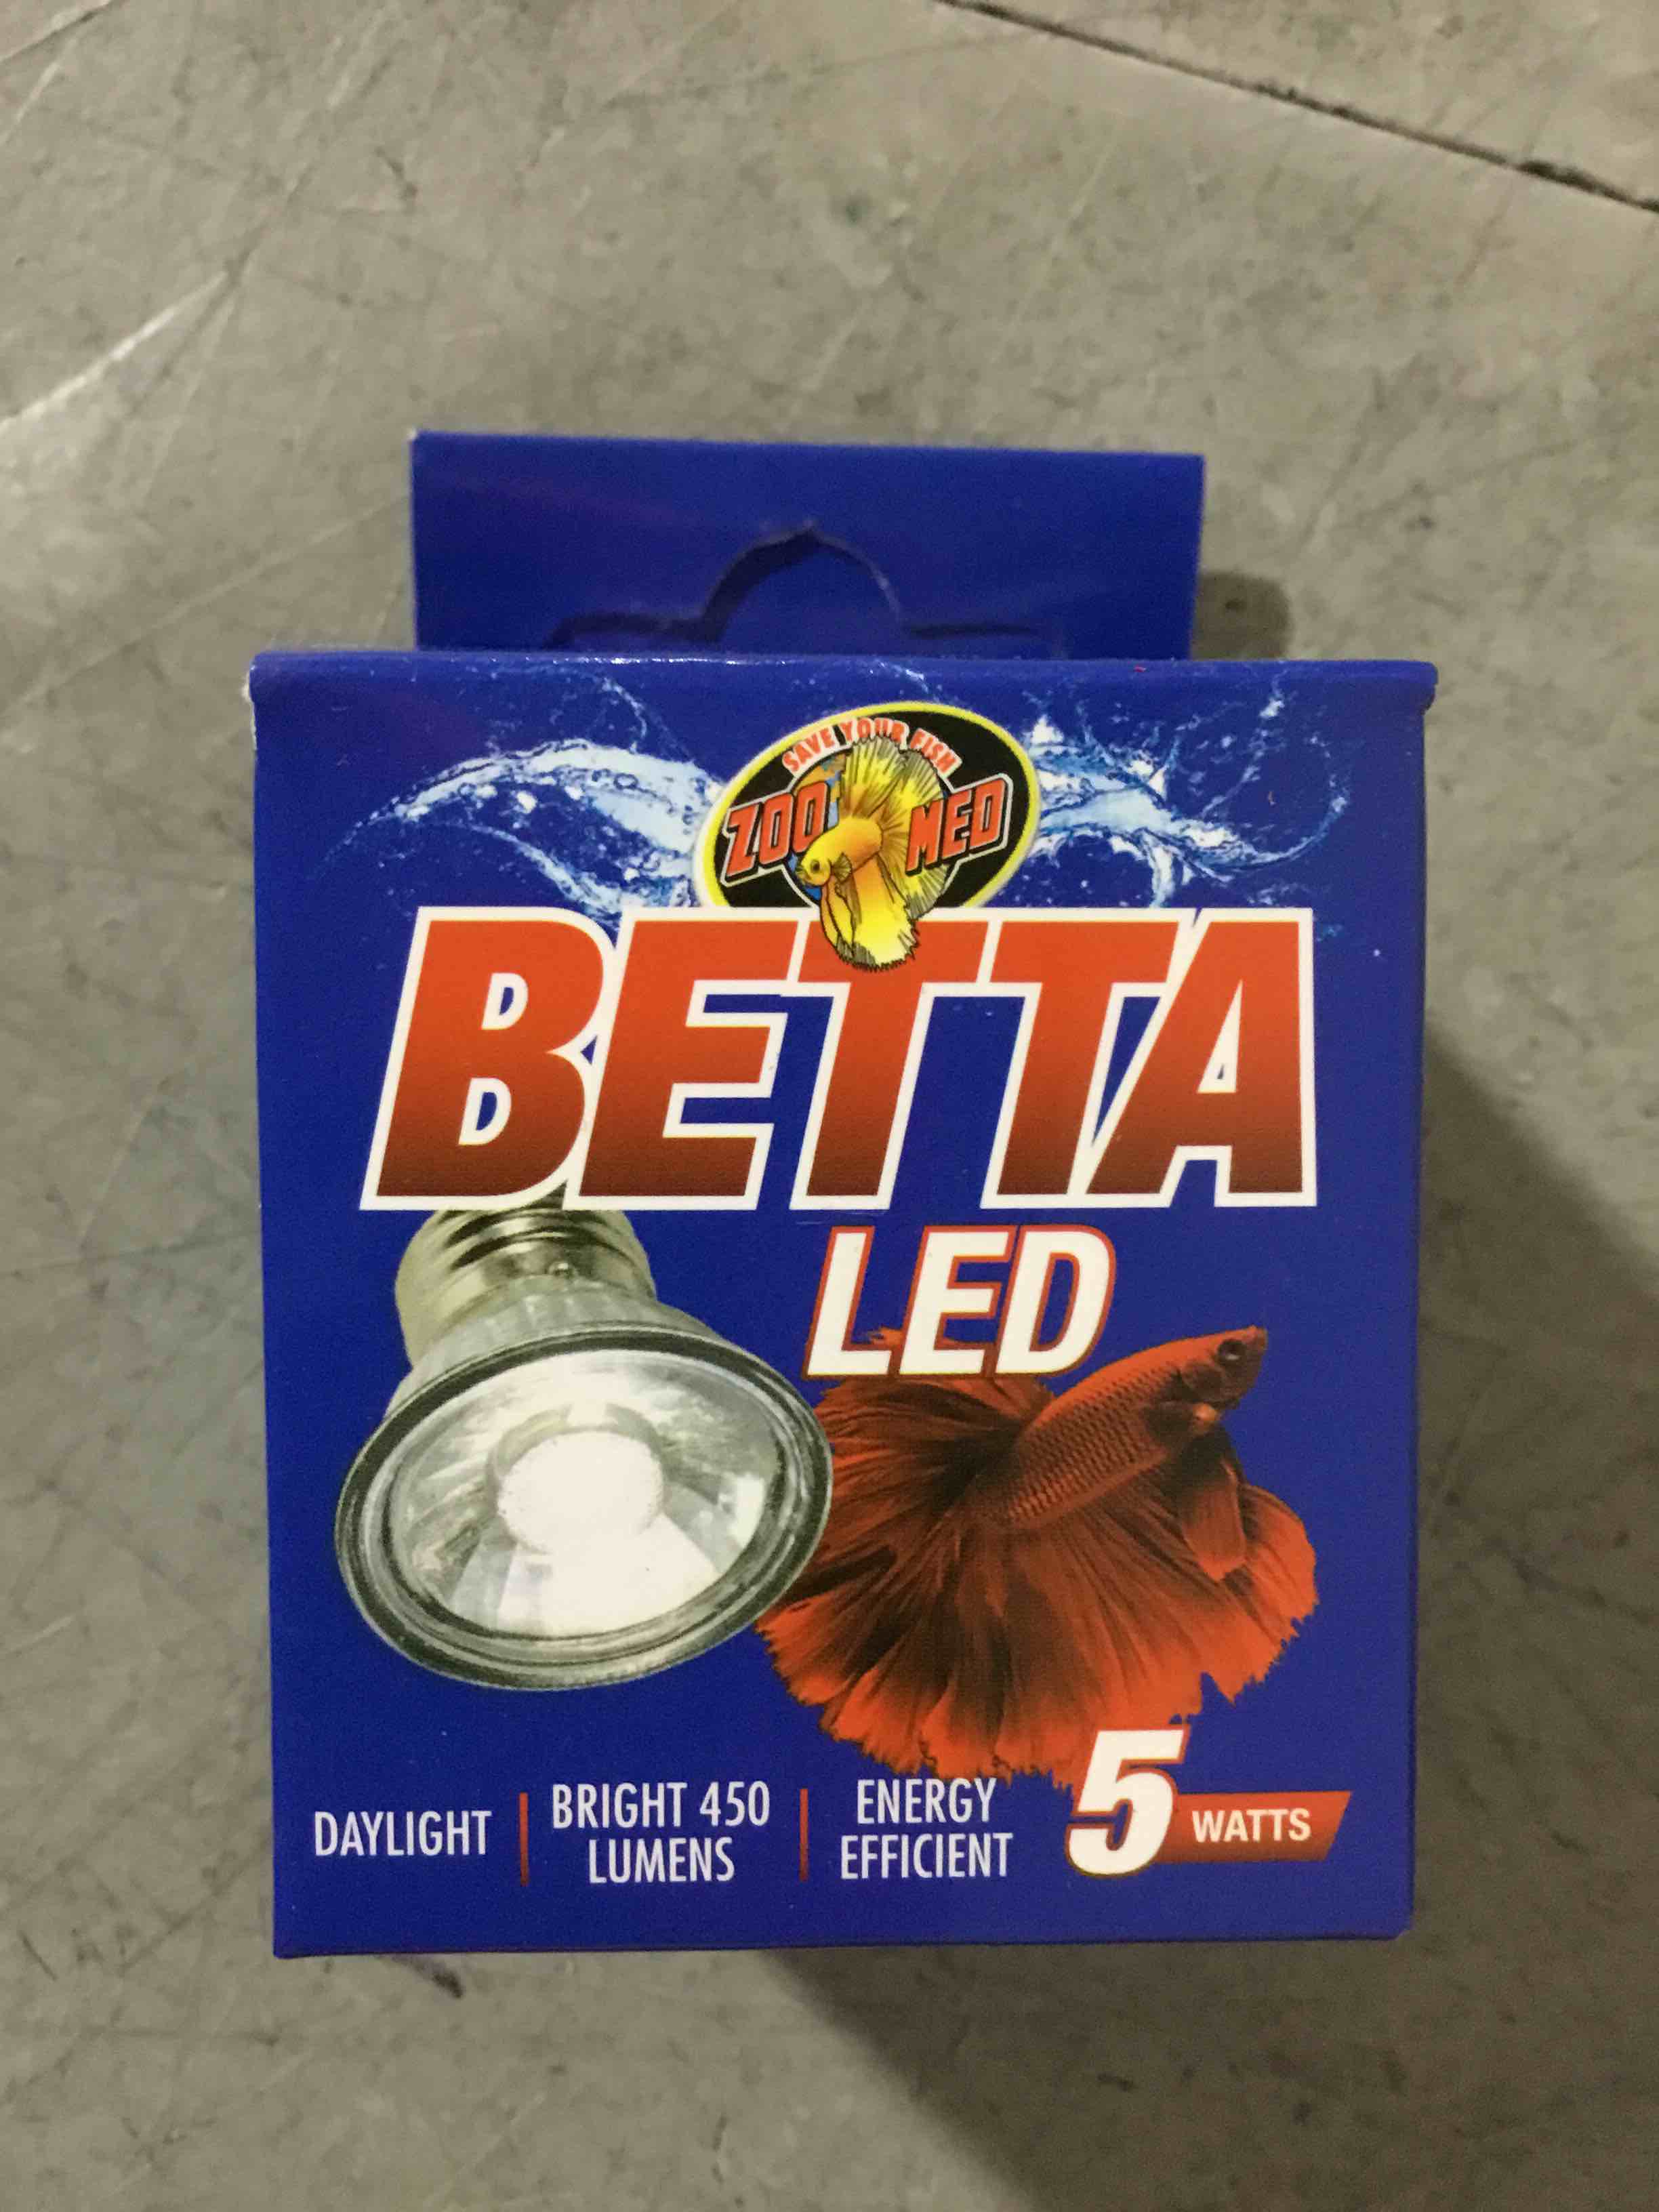 SAVE YOUR FISH
ZOO MED
BETTA
LED
DAYLIGHT
BRIGHT 450
LUMENS
ENERGY
EFFICIENT
5 WATTS